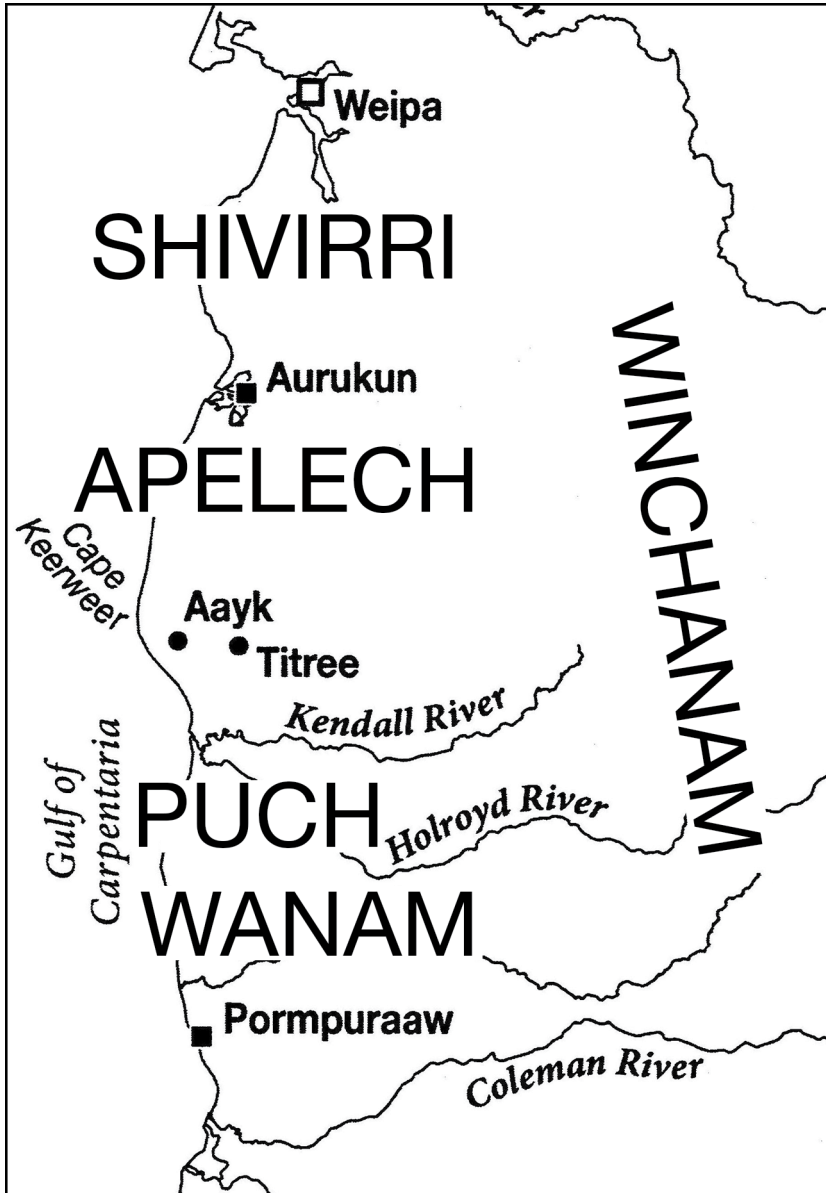 Weipa
SHIVIRRI
Aurukun
WINCHANAM
APELECH
Cape
Keerweer
Aayk
Titree
Kendall River
Gulf of
Carpentaria
PUCH
Holroyd River
WANAM
Pormpuraaw
Coleman River